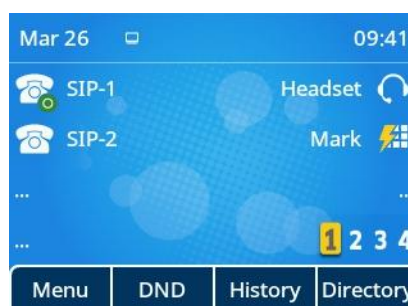 Mar 26 09:41
SIP-1 Headset
SIP-2 Mark
... ..
...
1 2 3 4
Menu DND History Directory